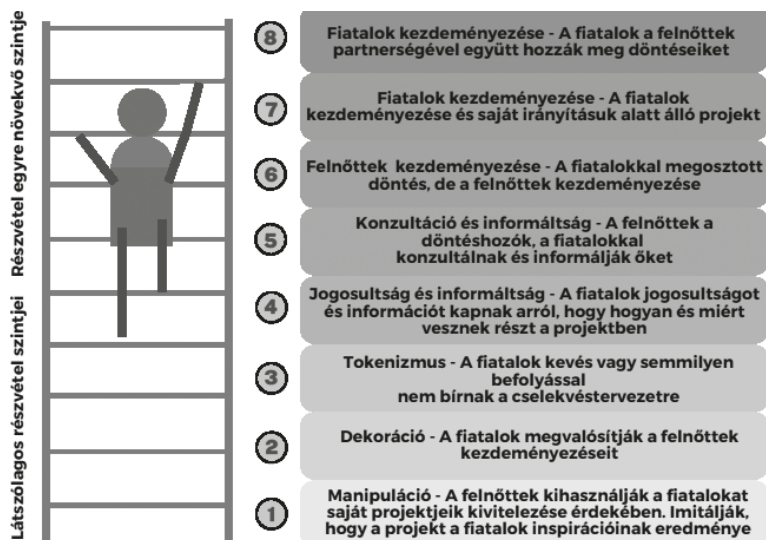 Részvétel egyre növekvő szintje
Látszólagos részvétel szintjei
8
Fiatalok kezdeményezése - A fiatalok a felnőttek
partnerségével együtt hozzák meg döntéseiket
7
Fiatalok kezdeményezése - A fiatalok
kezdeményezése és saját irányításuk alatt álló projekt
6
Felnőttek kezdeményezése - A fiatalokkal megosztott
döntés, de a felnőttek kezdeményezése
5
Konzultáció és informáltság - A felnőttek a
döntéshozók, a fiatalokkal
konzultálnak és informálják őket
4
Jogosultság és informáltság - A fiatalok jogosultságot
és információt kapnak arról, hogy hogyan és miért
vesznek részt a projektben
3
Tokenizmus - A fiatalok kevés vagy semmilyen
befolyással
nem bírnak a cselekvéstervezetre
2
Dekoráció - A fiatalok megvalósítják a felnőttek
kezdeményezéseit
1
Manipuláció - A felnőttek kihasználják a fiatalokat
saját projektjeik kivitelezése érdekében. Imitálják,
hogy a projekt a fiatalok inspirációinak eredménye